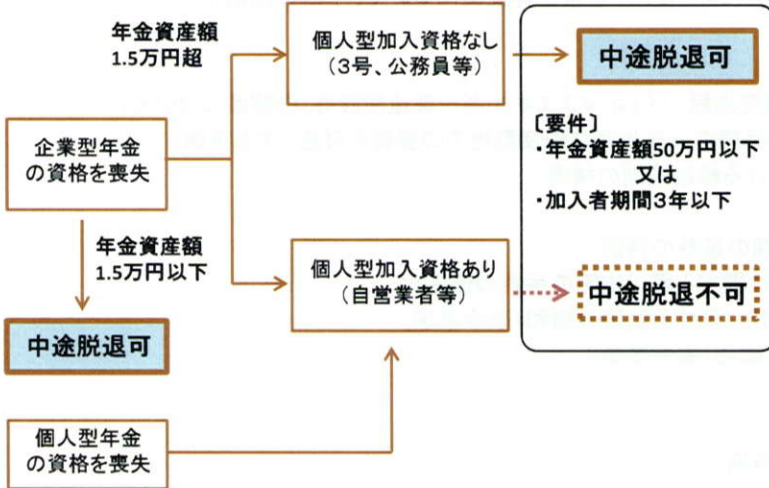 年金資産額
1.5万円超
個人型加入資格なし
(3号、公務員等)
中途脱退可
〔要件〕
・年金資産額50万円以下
又は
・加入者期間3年以下
企業型年金
の資格を喪失
年金資産額
1.5万円以下
個人型加入資格あり
(自営業者等)
中途脱退不可
中途脱退可
個人型年金
の資格を喪失